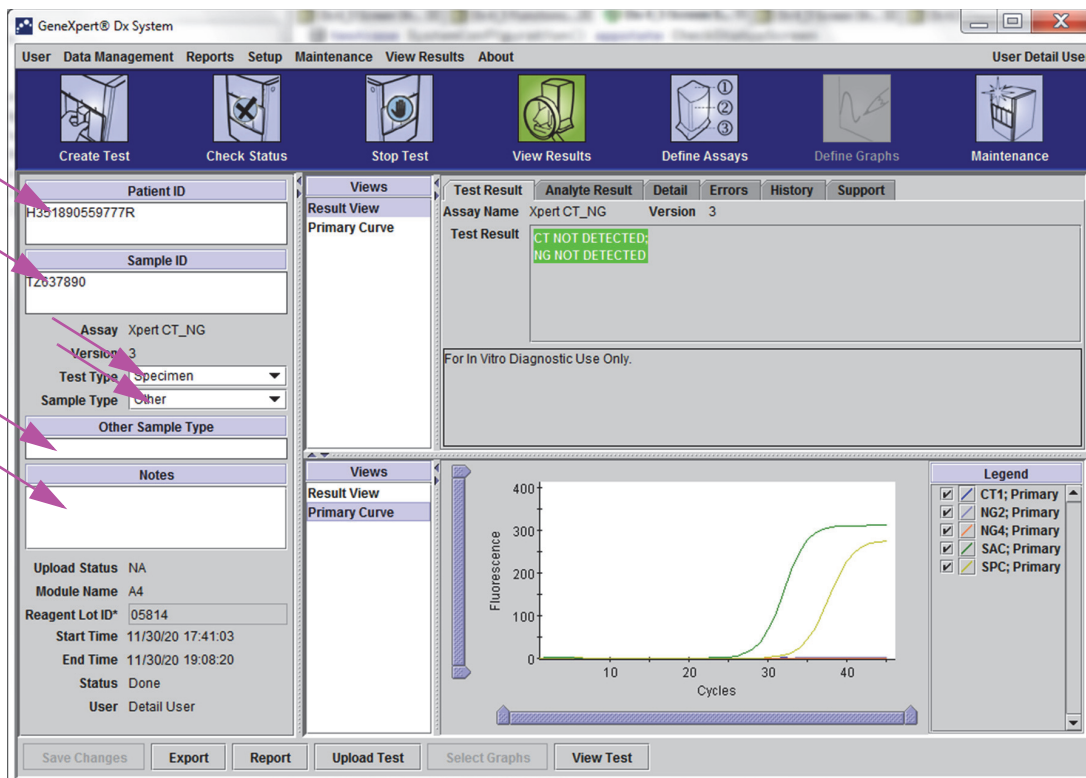 GeneXpert® Dx System
User Data Management Reports Setup Maintenance View Results About User Detail Use
Create Test Check Status Stop Test View Results Define Assays Define Graphs Maintenance
① ② ③
Patient ID
H351890559777R
Sample ID
TZ637890
Assay Xpert CT_NG
Version 3
Test Type Specimen
Sample Type Other
Other Sample Type
Notes
Upload Status NA
Module Name A4
Reagent Lot ID* 05814
Start Time 11/30/20 17:41:03
End Time 11/30/20 19:08:20
Status Done
User Detail User
Views
Result View
Primary Curve
Test Result Analyte Result Detail Errors History Support
Assay Name Xpert CT_NG Version 3
Test Result CT NOT DETECTED;
NG NOT DETECTED
For In Vitro Diagnostic Use Only.
Views
Result View
Primary Curve
Fluorescence
400
300
200
100
0
10 20 30 40
Cycles
Legend
CT1; Primary
NG2; Primary
NG4; Primary
SAC; Primary
SPC; Primary
Save Changes Export Report Upload Test Select Graphs View Test